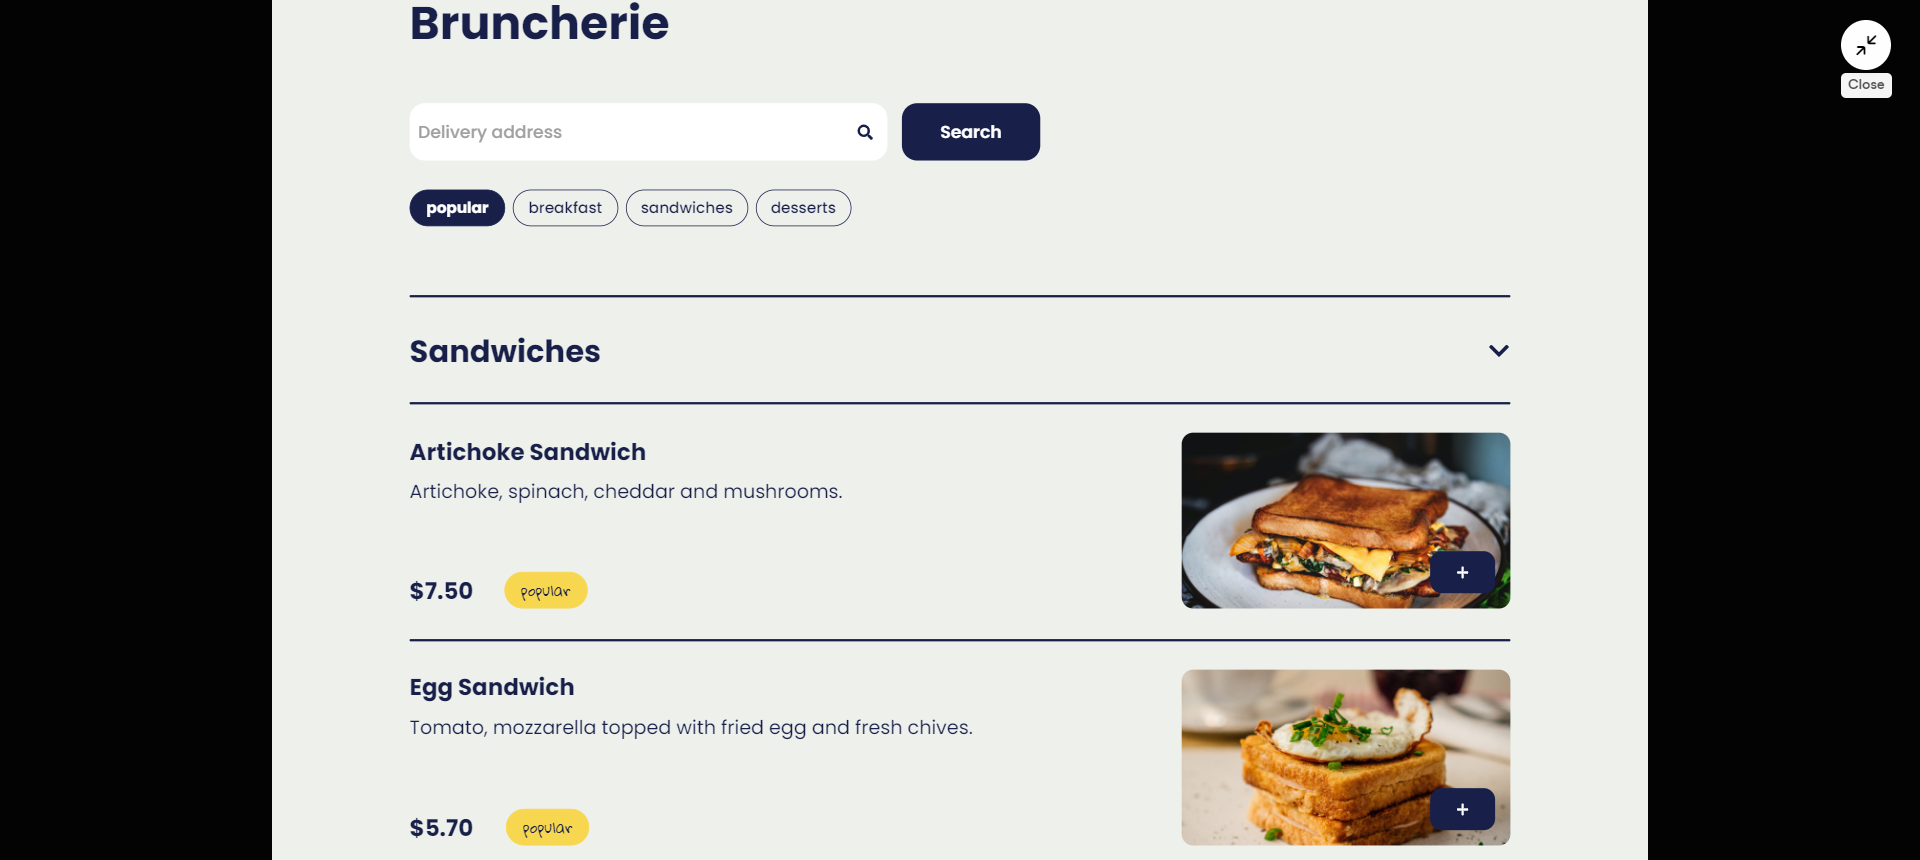 Bruncherie
Close
Delivery address
Search
popular
breakfast
sandwiches
desserts
Sandwiches
Artichoke Sandwich
Artichoke, spinach, cheddar and mushrooms.
$7.50
popular
+
Egg Sandwich
Tomato, mozzarella topped with fried egg and fresh chives.
$5.70
popular
+